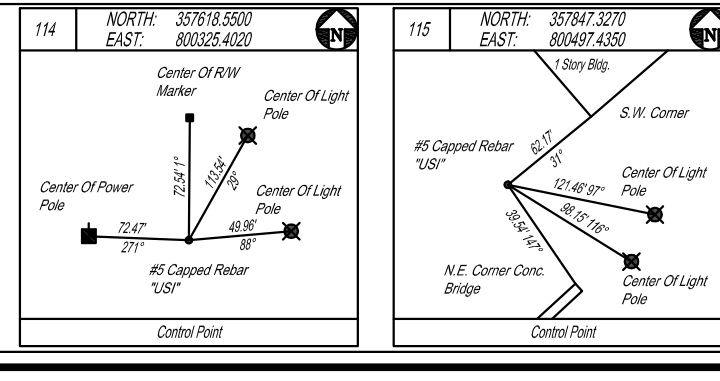 114
NORTH: 357618.5500
EAST: 800325.4020
N
Center Of R/W
Marker
Center Of Light
Pole
72.54' 1°
113.54'
29°
Center Of Power
Pole
Center Of Light
Pole
72.47'
271°
49.96'
88°
#5 Capped Rebar
"USI"
Control Point
115
NORTH: 357847.3270
EAST: 800497.4350
N
1 Story Bldg.
S.W. Corner
62.17'
31°
#5 Capped Rebar
"USI"
Center Of Light
Pole
121.46' 97°
98.15' 116°
39.54' 147°
N.E. Corner Conc.
Bridge
Center Of Light
Pole
Control Point